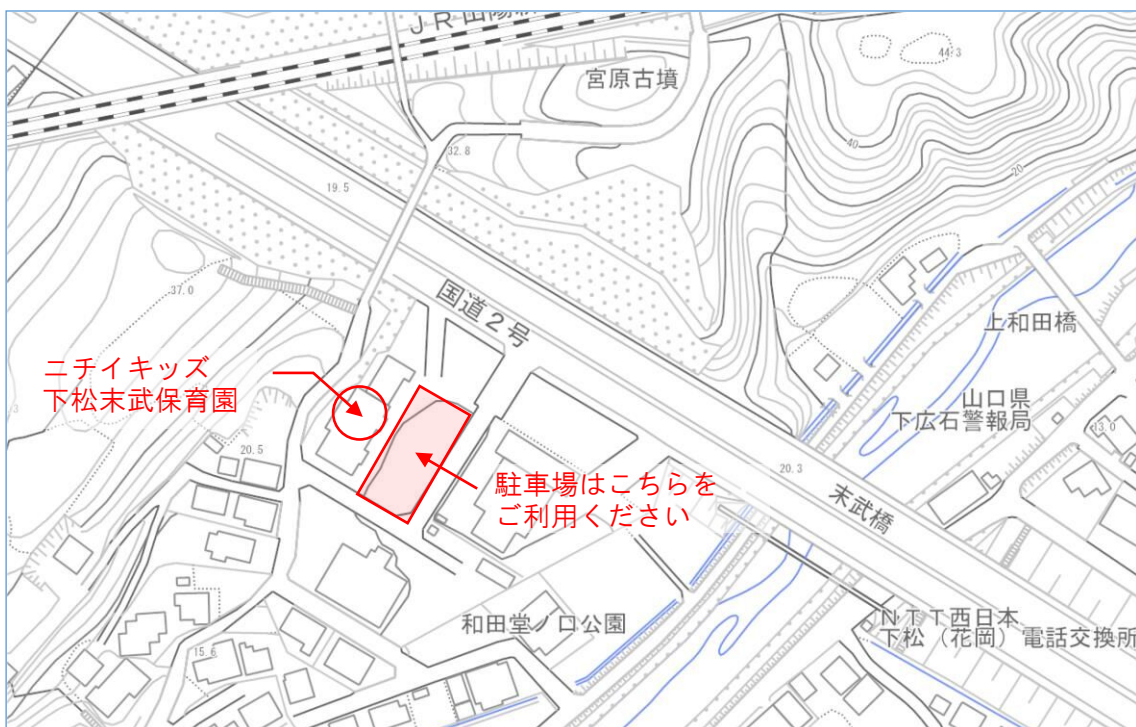 JR山陽
宮原古墳
44.3
40
20
32.8
19.5
37.0
国道2号
上和田橋
ニチイキッズ
下松末武保育園
山口県
下広石警報局
13.0
20.5
20.3
駐車場はこちらを
ご利用ください
末武橋
和田堂ノ口公園
NTT西日本
下松(花岡)電話交換所
15.6